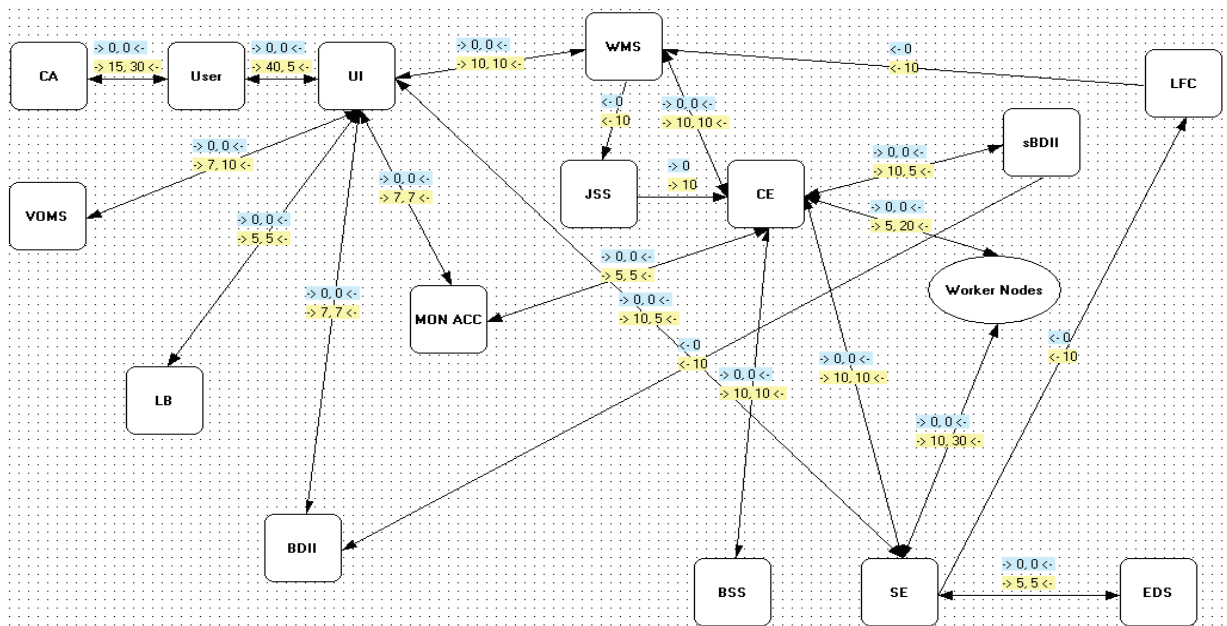 CA
-> 0, 0 <-
-> 15, 30 <-
User
-> 0, 0 <-
-> 40, 5 <-
UI
-> 0, 0 <-
-> 10, 10 <-
WMS
<- 0
<- 10
LFC
<- 0
<- 10
-> 0, 0 <-
-> 10, 10 <-
sBDII
-> 0, 0 <-
-> 7, 10 <-
VOMS
-> 0, 0 <-
-> 7, 7 <-
JSS
-> 0
-> 10
CE
-> 0, 0 <-
-> 10, 5 <-
-> 0, 0 <-
-> 5, 20 <-
-> 0, 0 <-
-> 5, 5 <-
-> 0, 0 <-
-> 7, 7 <-
MON ACC
-> 0, 0 <-
-> 5, 5 <-
-> 0, 0 <-
-> 10, 5 <-
Worker Nodes
<- 0
<- 10
<- 0
<- 10
LB
-> 0, 0 <-
-> 10, 10 <-
-> 0, 0 <-
-> 10, 10 <-
-> 0, 0 <-
-> 10, 30 <-
BDII
BSS
SE
-> 0, 0 <-
-> 5, 5 <-
EDS